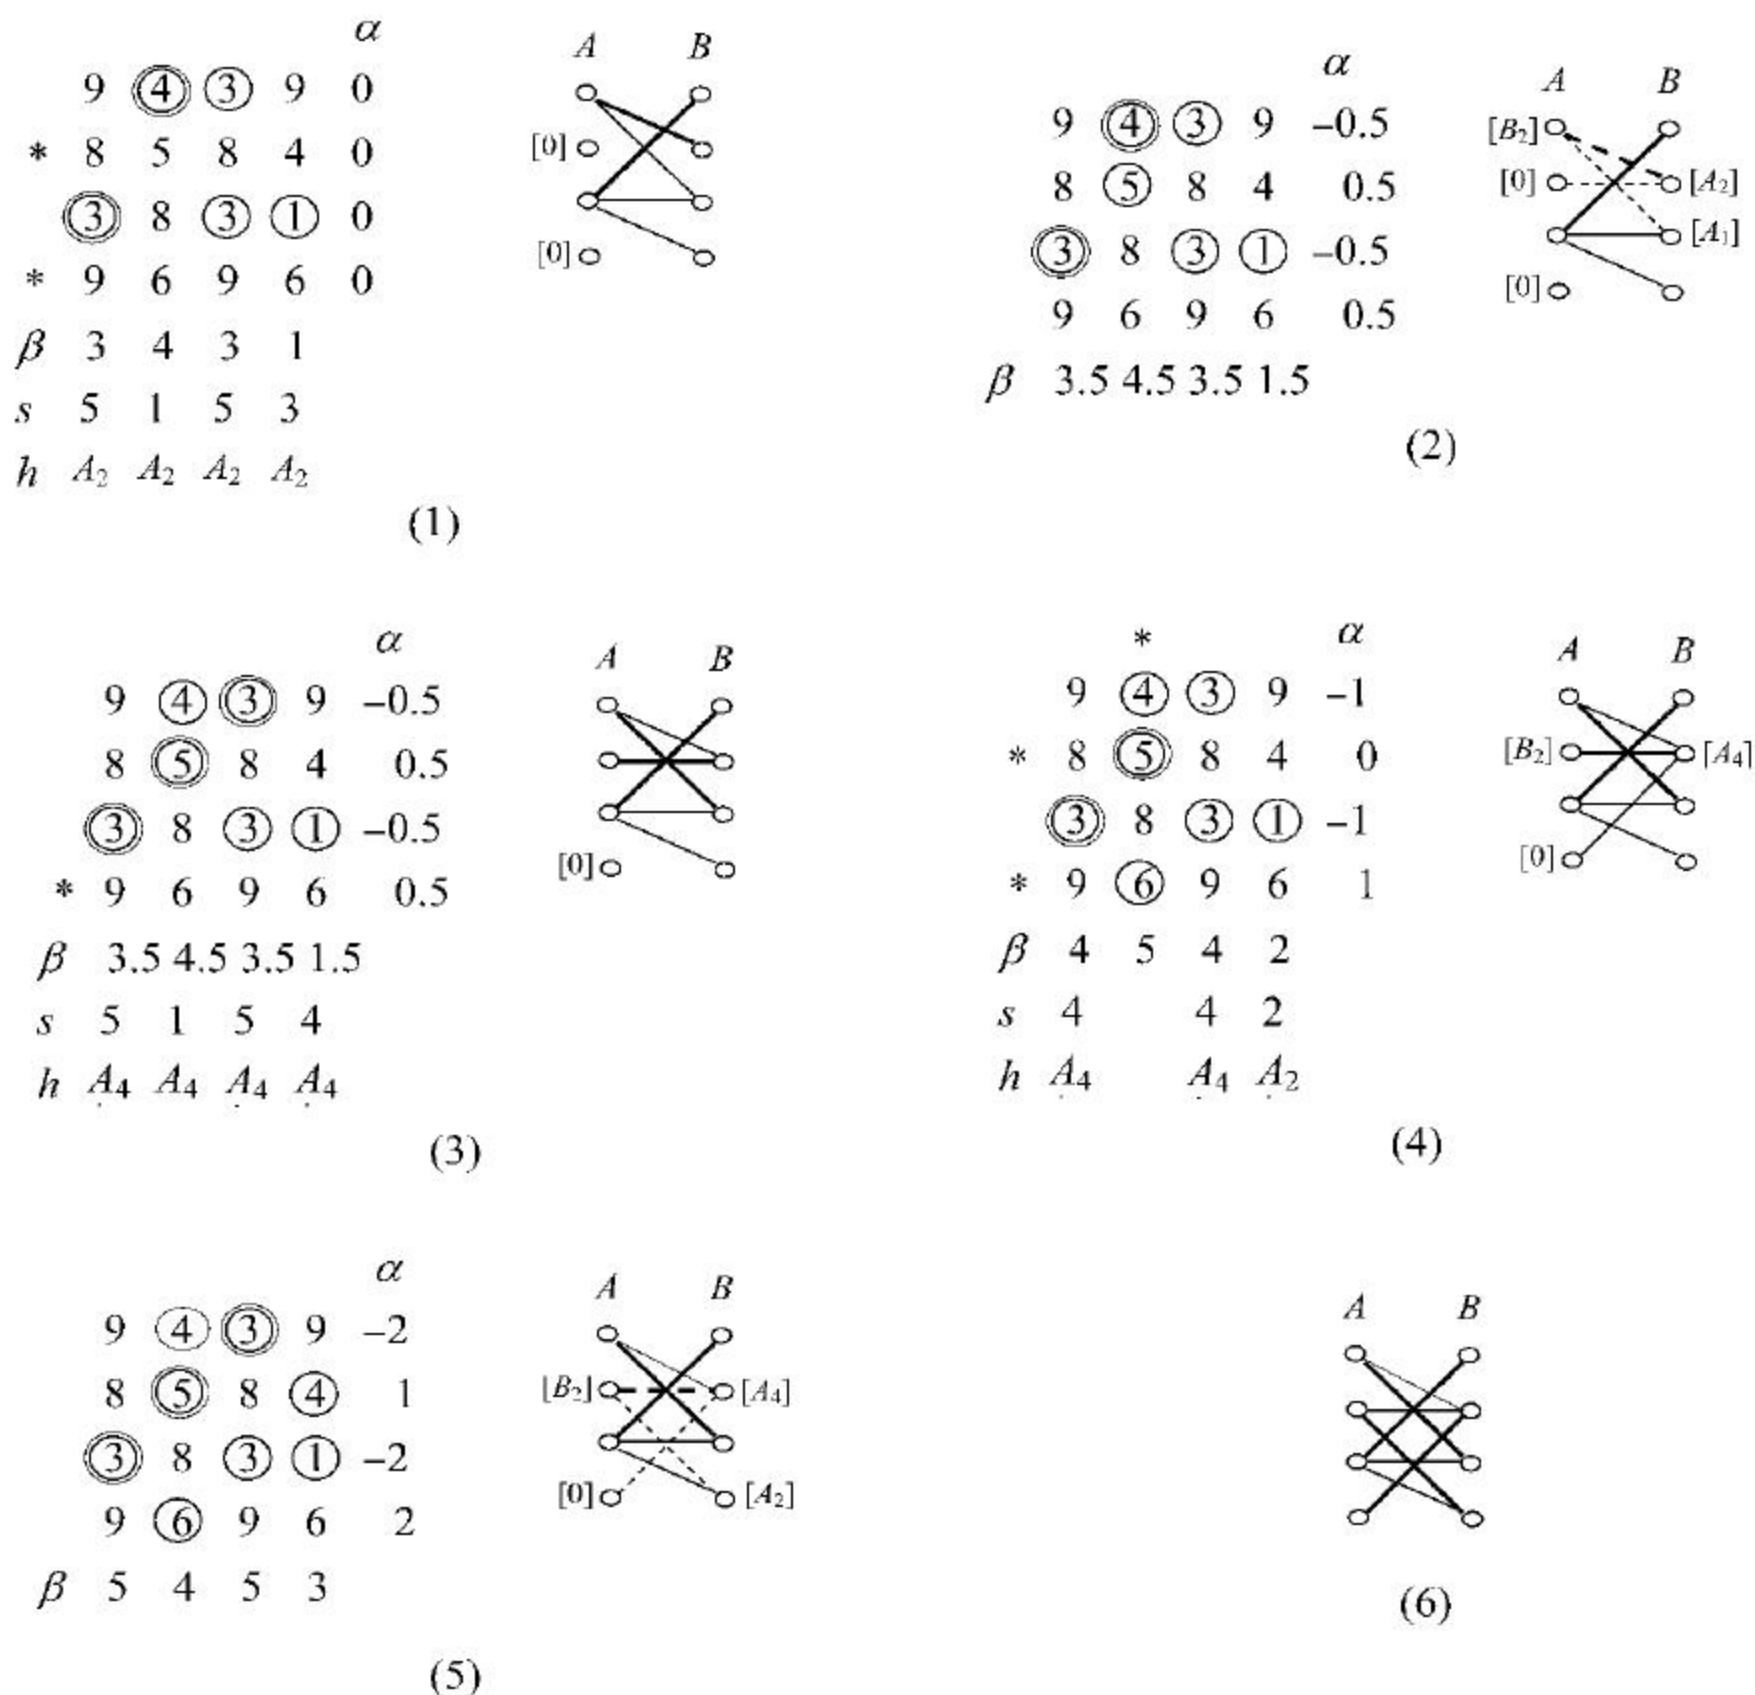 α
9 4 3 9 0
* 8 5 8 4 0
3 8 3 1 0
* 9 6 9 6 0
β 3 4 3 1
s 5 1 5 3
h A₂ A₂ A₂ A₂
A B
[0]
[0]
(1)
α
9 4 3 9 –0.5
8 5 8 4 0.5
3 8 3 1 –0.5
9 6 9 6 0.5
β 3.5 4.5 3.5 1.5
A B
[B₂]
[0] [A₂]
[A₁]
[0]
(2)
α
9 4 3 9 –0.5
8 5 8 4 0.5
3 8 3 1 –0.5
* 9 6 9 6 0.5
β 3.5 4.5 3.5 1.5
s 5 1 5 4
h A₄ A₄ A₄ A₄
A B
[0]
(3)
* α
9 4 3 9 –1
* 8 5 8 4 0
3 8 3 1 –1
* 9 6 9 6 1
β 4 5 4 2
s 4 4 2
h A₄ A₄ A₂
A B
[B₂] [A₄]
[0]
(4)
α
9 4 3 9 –2
8 5 8 4 1
3 8 3 1 –2
9 6 9 6 2
β 5 4 5 3
A B
[B₂] [A₄]
[0] [A₂]
(5)
A B
(6)